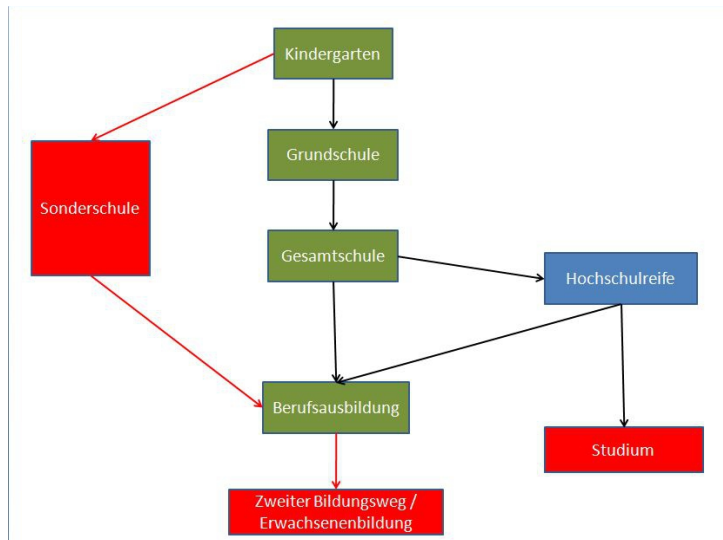 Kindergarten
Grundschule
Sonderschule
Gesamtschule
Hochschulreife
Berufsausbildung
Studium
Zweiter Bildungsweg /
Erwachsenenbildung